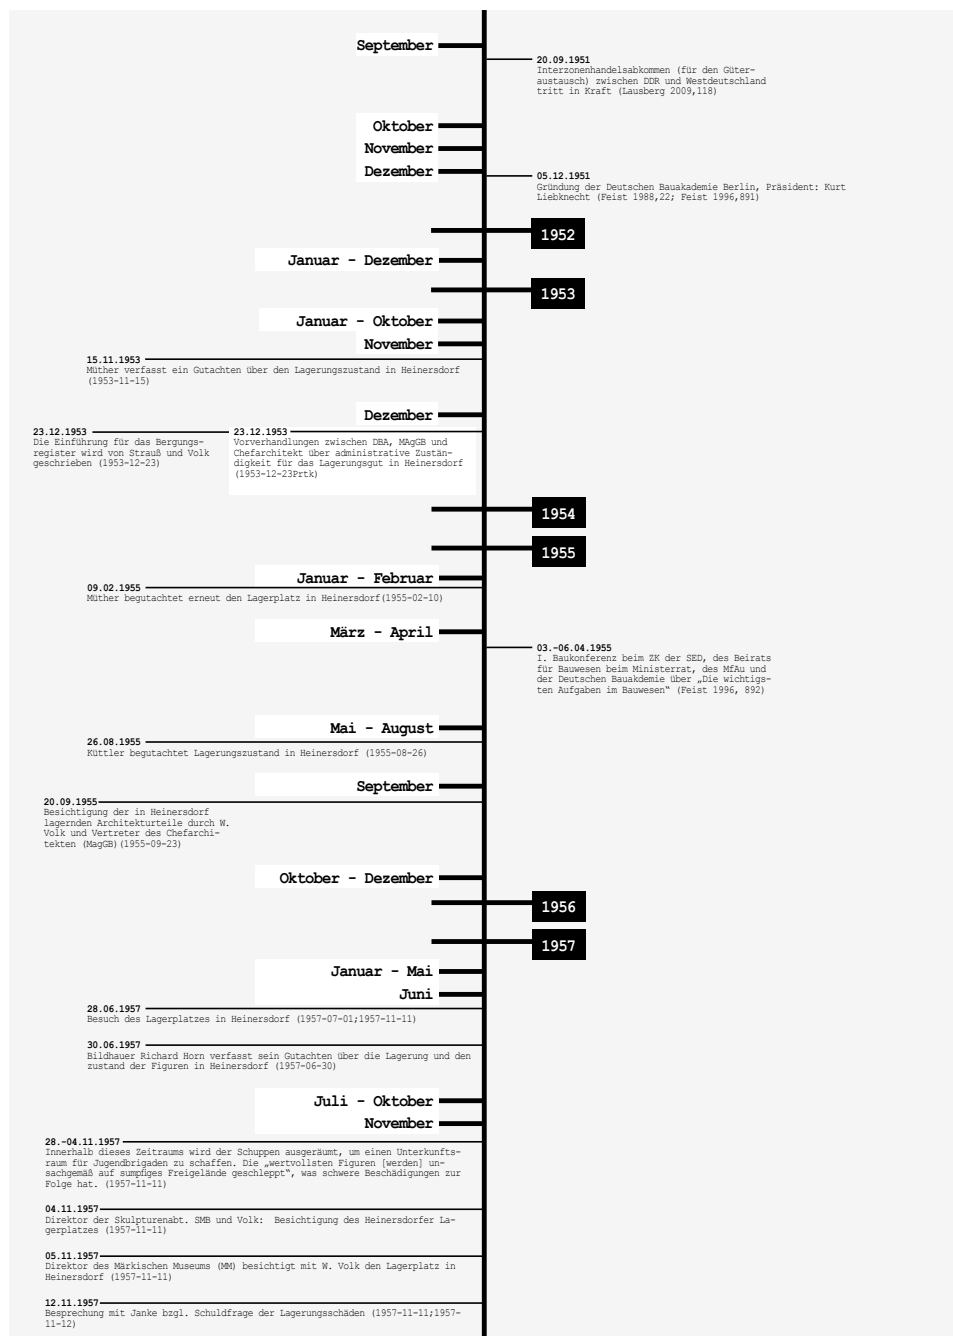 September
20.09.1951
Interzonenhandelsabkommen (für den Güter-
austausch) zwischen DDR und Westdeutschland
tritt in Kraft (Lausberg 2009,118)
Oktober
November
Dezember
05.12.1951
Gründung der Deutschen Bauakademie Berlin, Präsident: Kurt
Liebknecht (Feist 1988,22; Feist 1996,891)
1952
Januar - Dezember
1953
Januar - Oktober
November
15.11.1953
Müther verfasst ein Gutachten über den Lagerungszustand in Heinersdorf
(1953-11-15)
Dezember
23.12.1953
Die Einführung für das Bergungs-
register wird von Strauß und Volk
geschrieben (1953-12-23)
23.12.1953
Vorverhandlungen zwischen DBA, MAgGB und
Chefarchitekt über administrative Zustän-
digkeit für das Lagerungsgut in Heinersdorf
(1953-12-23Prtk)
1954
1955
Januar - Februar
09.02.1955
Müther begutachtet erneut den Lagerplatz in Heinersdorf(1955-02-10)
März - April
03.-06.04.1955
I. Baukonferenz beim ZK der SED, des Beirats
für Bauwesen beim Ministerrat, des MfAu und
der Deutschen Bauakdemie über „Die wichtigs-
ten Aufgaben im Bauwesen“ (Feist 1996, 892)
Mai - August
26.08.1955
Küttler begutachtet Lagerungszustand in Heinersdorf (1955-08-26)
September
20.09.1955
Besichtigung der in Heinersdorf
lagernden Architekturteile durch W.
Volk und Vertreter des Chefarchi-
tekten (MagGB)(1955-09-23)
Oktober - Dezember
1956
1957
Januar - Mai
Juni
28.06.1957
Besuch des Lagerplatzes in Heinersdorf (1957-07-01;1957-11-11)
30.06.1957
Bildhauer Richard Horn verfasst sein Gutachten über die Lagerung und den
zustand der Figuren in Heinersdorf (1957-06-30)
Juli - Oktober
November
28.-04.11.1957
Innerhalb dieses Zeitraums wird der Schuppen ausgeräumt, um einen Unterkunfts-
raum für Jugendbrigaden zu schaffen. Die „wertvollsten Figuren [werden] un-
sachgemäß auf sumpfiges Freigelände geschleppt“, was schwere Beschädigungen zur
Folge hat. (1957-11-11)
04.11.1957
Direktor der Skulpturenabt. SMB und Volk: Besichtigung des Heinersdorfer La-
gerplatzes (1957-11-11)
05.11.1957
Direktor des Märkischen Museums (MM) besichtigt mit W. Volk den Lagerplatz in
Heinersdorf (1957-11-11)
12.11.1957
Besprechung mit Janke bzgl. Schuldfrage der Lagerungsschäden (1957-11-11;1957-
11-12)